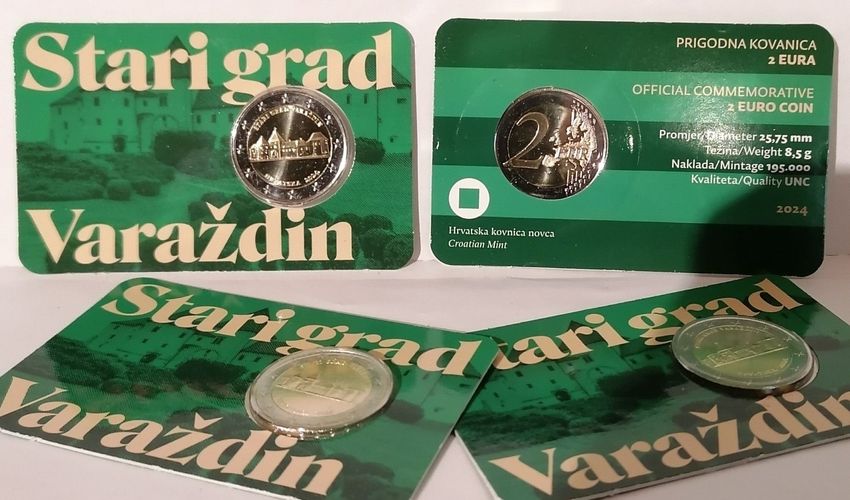 Stari grad
Varaždin
PRIGODNA KOVANICA
2 EURA
OFFICIAL COMMEMORATIVE
2 EURO COIN
Promjer/Diameter 25,75 mm
Težina/Weight 8,5 g
Naklada/Mintage 195.000
Kvaliteta/Quality UNC
2024
Hrvatska kovnica novca
Croatian Mint
2
Stari grad
Varaždin
tari grad
Varaždin